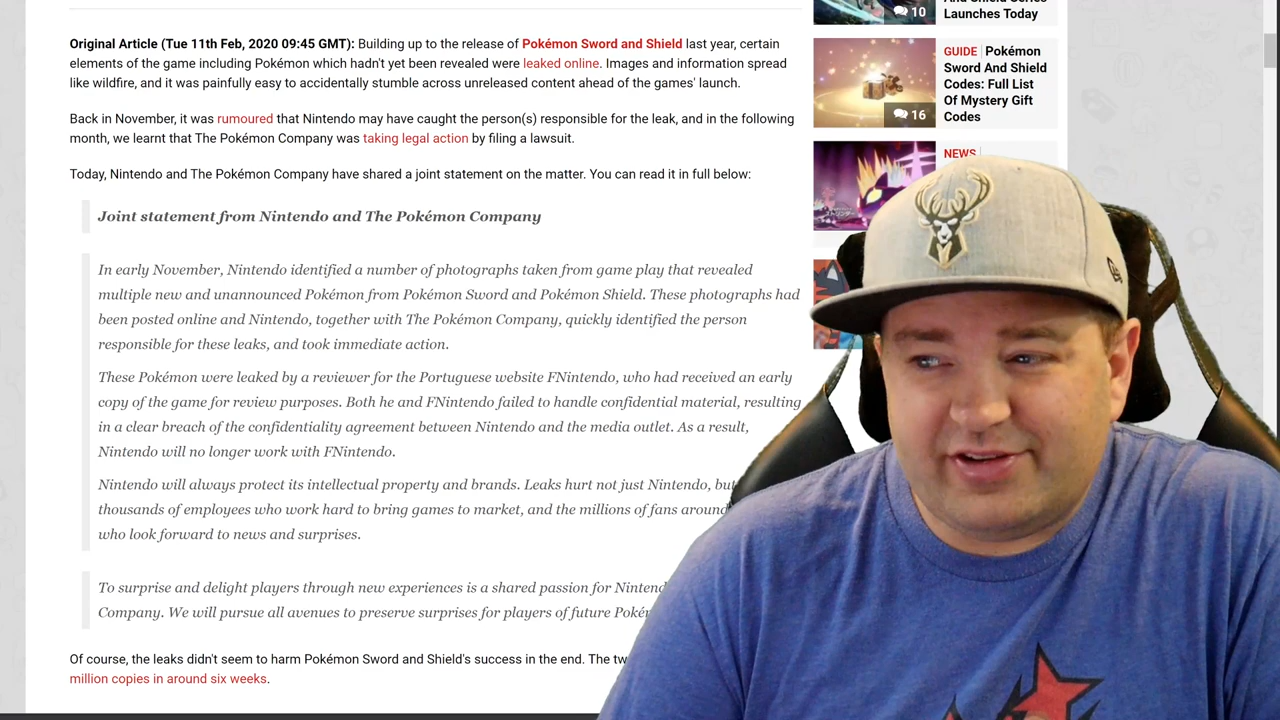 And Shield Series
Launches Today
10
Original Article (Tue 11th Feb, 2020 09:45 GMT): Building up to the release of Pokémon Sword and Shield last year, certain
elements of the game including Pokémon which hadn't yet been revealed were leaked online. Images and information spread
like wildfire, and it was painfully easy to accidentally stumble across unreleased content ahead of the games' launch.
GUIDE Pokémon
Sword And Shield
Codes: Full List
Of Mystery Gift
Codes
16
Back in November, it was rumoured that Nintendo may have caught the person(s) responsible for the leak, and in the following
month, we learnt that The Pokémon Company was taking legal action by filing a lawsuit.
NEWS
Today, Nintendo and The Pokémon Company have shared a joint statement on the matter. You can read it in full below:
Joint statement from Nintendo and The Pokémon Company
In early November, Nintendo identified a number of photographs taken from game play that revealed
multiple new and unannounced Pokémon from Pokémon Sword and Pokémon Shield. These photographs had
been posted online and Nintendo, together with The Pokémon Company, quickly identified the person
responsible for these leaks, and took immediate action.
These Pokémon were leaked by a reviewer for the Portuguese website FNintendo, who had received an early
copy of the game for review purposes. Both he and FNintendo failed to handle confidential material, resulting
in a clear breach of the confidentiality agreement between Nintendo and the media outlet. As a result,
Nintendo will no longer work with FNintendo.
Nintendo will always protect its intellectual property and brands. Leaks hurt not just Nintendo, but
thousands of employees who work hard to bring games to market, and the millions of fans around
who look forward to news and surprises.
To surprise and delight players through new experiences is a shared passion for Nintend
Company. We will pursue all avenues to preserve surprises for players of future Poké
Of course, the leaks didn't seem to harm Pokémon Sword and Shield's success in the end. The tw
million copies in around six weeks.